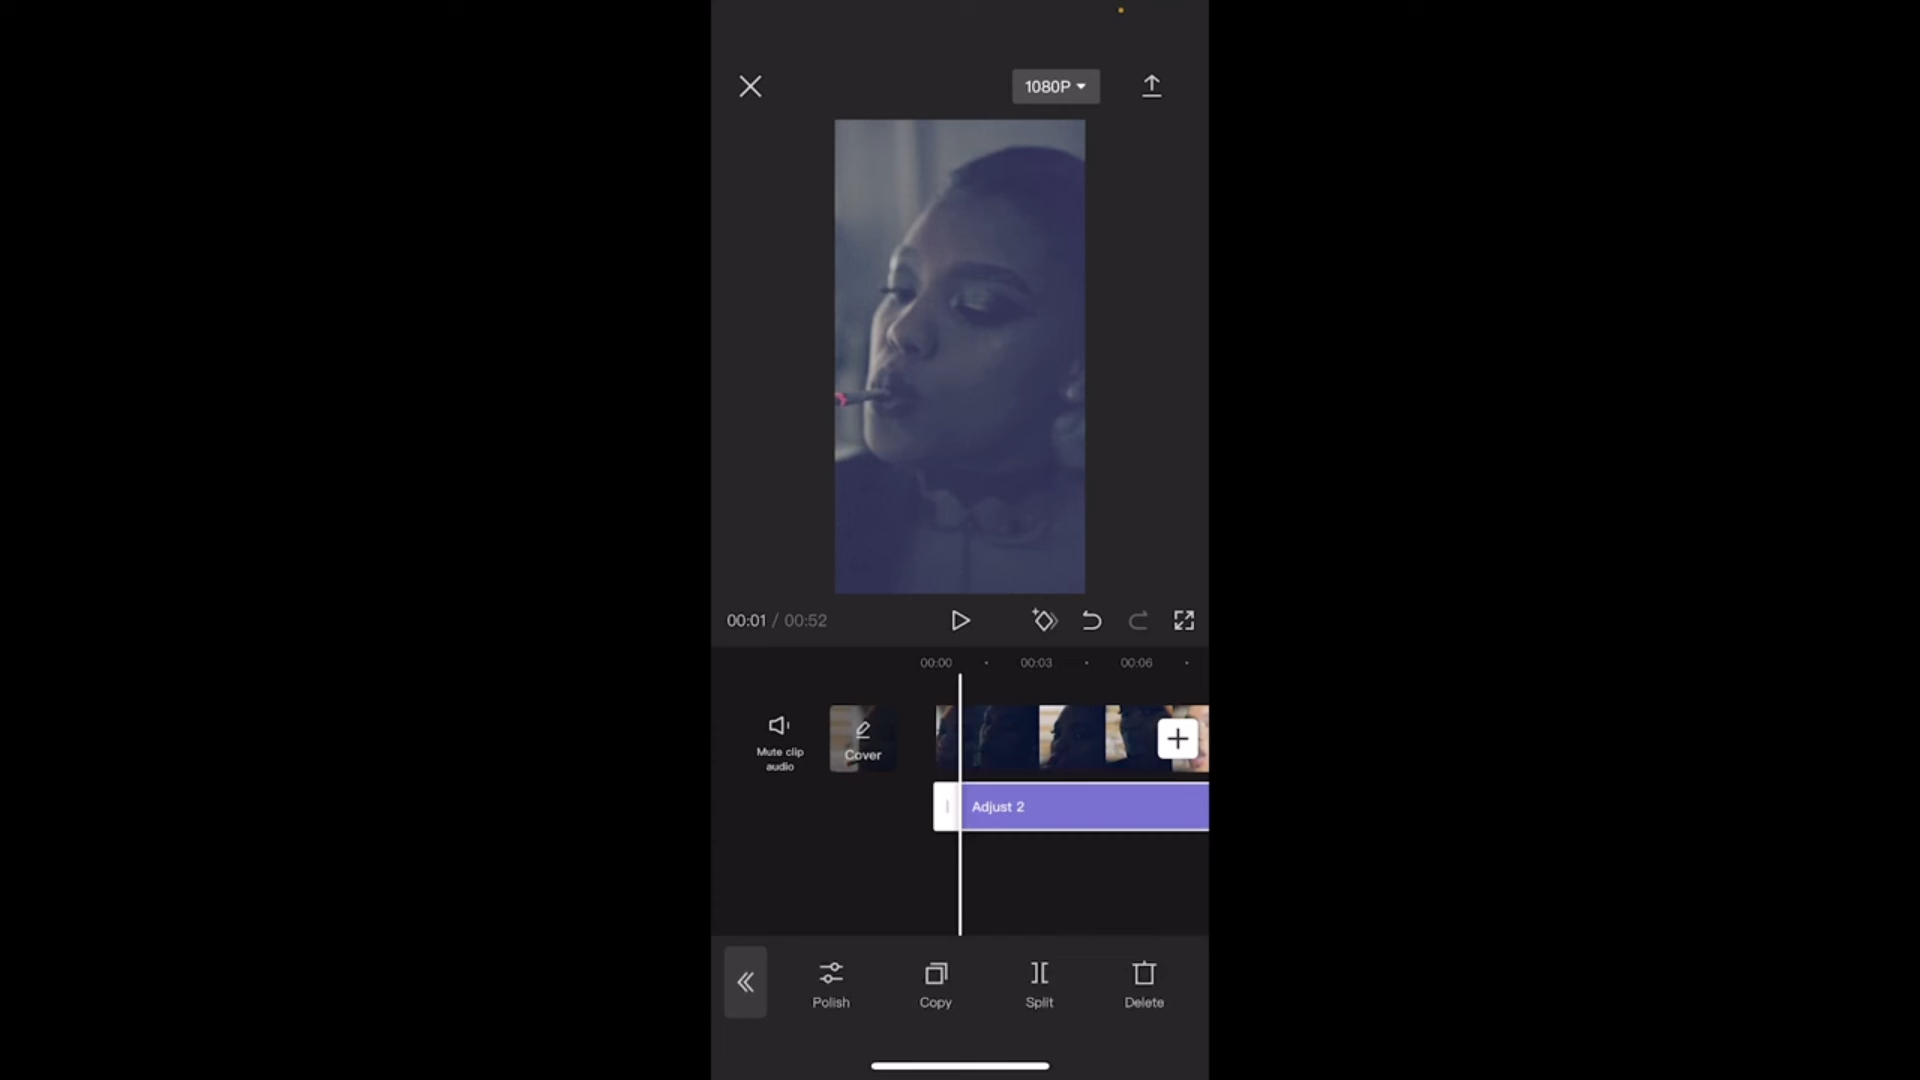 1080P
00:01 / 00:52
00:00 00:03 00:06
Mute clip
audio
Cover
Adjust 2
Polish
Copy
Split
Delete